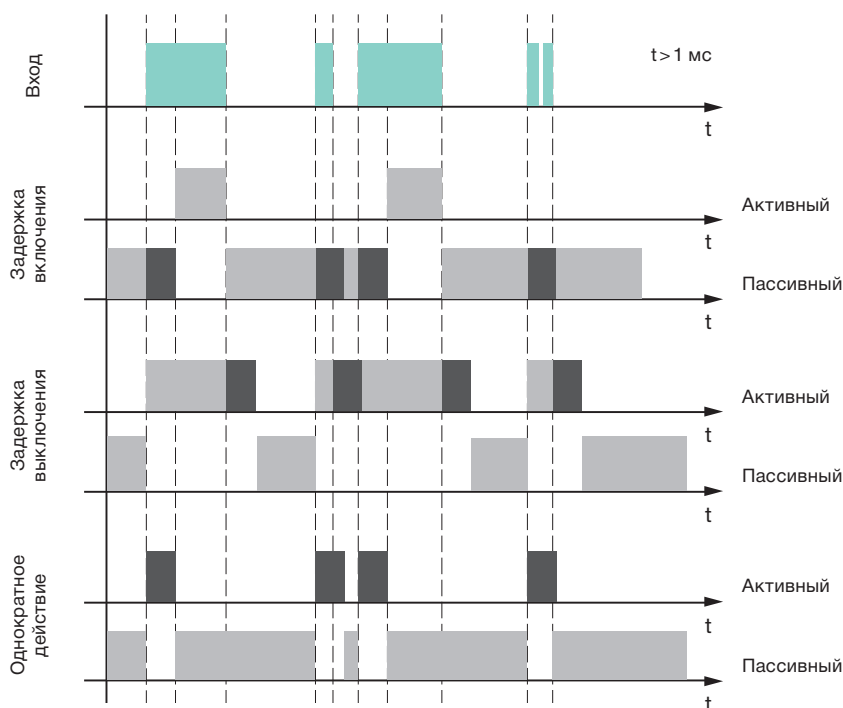 Вход
t > 1 мс
t
Задержка
включения
Активный
t
Пассивный
t
Задержка
выключения
Активный
t
Пассивный
t
Однократное
действие
Активный
t
Пассивный
t